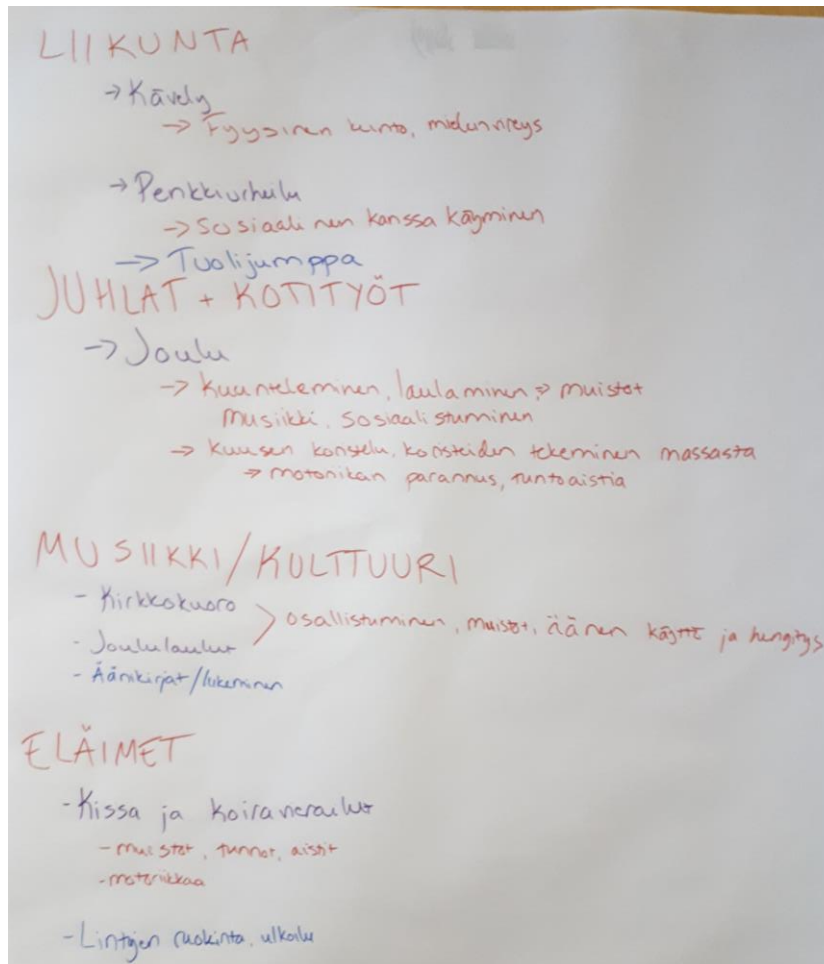 LIIKUNTA
→ Kävely
→ Fyysinen kunto, mielenvireys
→ Penkkiurheilu
→ Sosiaalinen kanssa käyminen
→ Tuolijumppa
JUHLAT + KOTITYÖT
→ Joulu
→ Kuunteleminen, laulaminen → muistot
musiikki, sosiaalistuminen
→ Kuusen koristelu, koristeiden tekeminen massasta
→ motoriikan parannus, tuntoaistia
MUSIIKKI/KULTTUURI
- Kirkkokuoro
> osallistuminen, muistot, äänen käyttö ja hengitys
- Joululaulut
- Äänikirjat/lukeminen
ELÄIMET
- Kissa ja koiravierailut
- muistot, tunnot, aistit
- motoriikkaa
- Lintujen ruokinta, ulkoilu